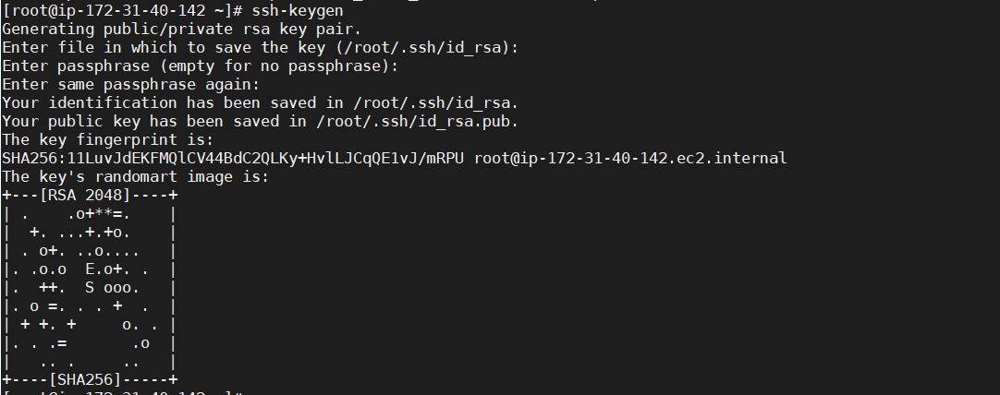 [root@ip-172-31-40-142 ~]# ssh-keygen
Generating public/private rsa key pair.
Enter file in which to save the key (/root/.ssh/id_rsa):
Enter passphrase (empty for no passphrase):
Enter same passphrase again:
Your identification has been saved in /root/.ssh/id_rsa.
Your public key has been saved in /root/.ssh/id_rsa.pub.
The key fingerprint is:
SHA256:11LuvJdEKFMQlCV44BdC2QLKy+HvlLJCqQE1vJ/mRPU root@ip-172-31-40-142.ec2.internal
The key's randomart image is:
+---[RSA 2048]----+
| .    .o+**=.    |
|  +. ...+.+o.    |
| . o+. ..o....   |
|. .o.o  E.o+. .  |
|.  ++.  S ooo.   |
|. o =. . . +  .  |
| + +. +     o. . |
|. . .=       .o  |
|   .. .     ..   |
+----[SHA256]-----+